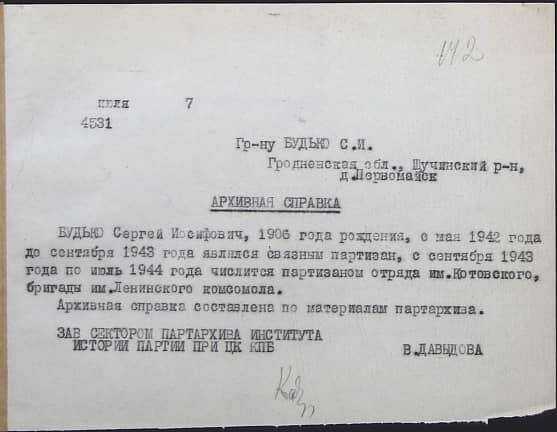 142
июля 7
4531
Гр-ну БУДЬКО С.И.
Гродненская обл., Щучинский р-н,
д.Первомайск
АРХИВНАЯ СПРАВКА
БУДЬКО Сергей Иосифович, 1906 года рождения, с мая 1942 года
до сентября 1943 года являлся связным партизан, с сентября 1943
года по июль 1944 года числится партизаном отряда им.Котовского,
бригады им.Ленинского комсомола.
Архивная справка составлена по материалам партархива.
ЗАВ СЕКТОРОМ ПАРТАРХИВА ИНСТИТУТА
ИСТОРИИ ПАРТИИ ПРИ ЦК КПБ В.ДАВЫДОВА